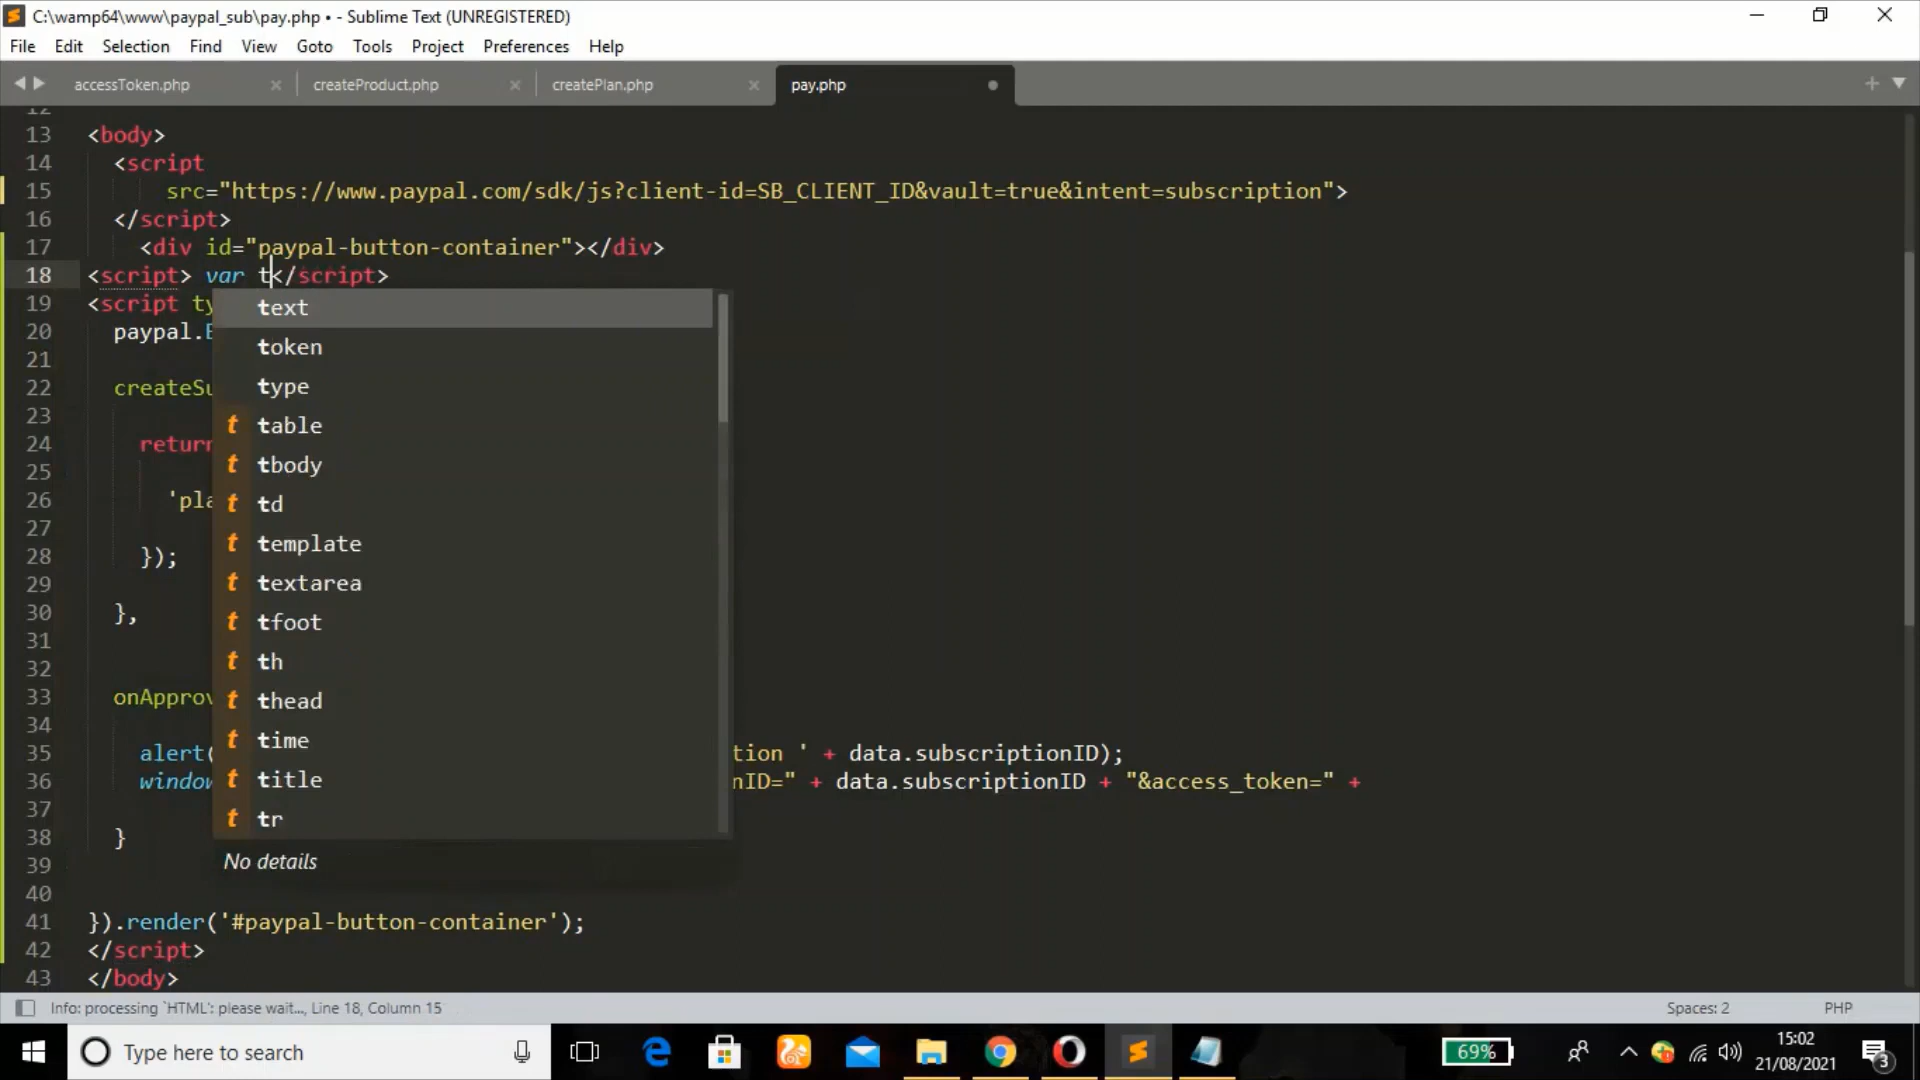 C:\wamp64\www\paypal_sub\pay.php • - Sublime Text (UNREGISTERED)
File Edit Selection Find View Goto Tools Project Preferences Help
accessToken.php createProduct.php createPlan.php pay.php
12
13 <body>
14 <script
15 src="https://www.paypal.com/sdk/js?client-id=SB_CLIENT_ID&vault=true&intent=subscription">
16 </script>
17 <div id="paypal-button-container"></div>
18 <script> var t</script>
19 <script ty
20 paypal.B
21
22 createSu
23
24 return
25
26 'pla
27
28 });
29
30 },
31
32
33 onApprov
34
35 alert( tion ' + data.subscriptionID);
36 window nID=" + data.subscriptionID + "&access_token=" +
37
38 }
39
40
41 }).render('#paypal-button-container');
42 </script>
43 </body>
text
token
type
t table
t tbody
t td
t template
t textarea
t tfoot
t th
t thead
t time
t title
t tr
No details
Info: processing `HTML': please wait..., Line 18, Column 15 Spaces: 2 PHP
Type here to search
69%
15:02
21/08/2021
3